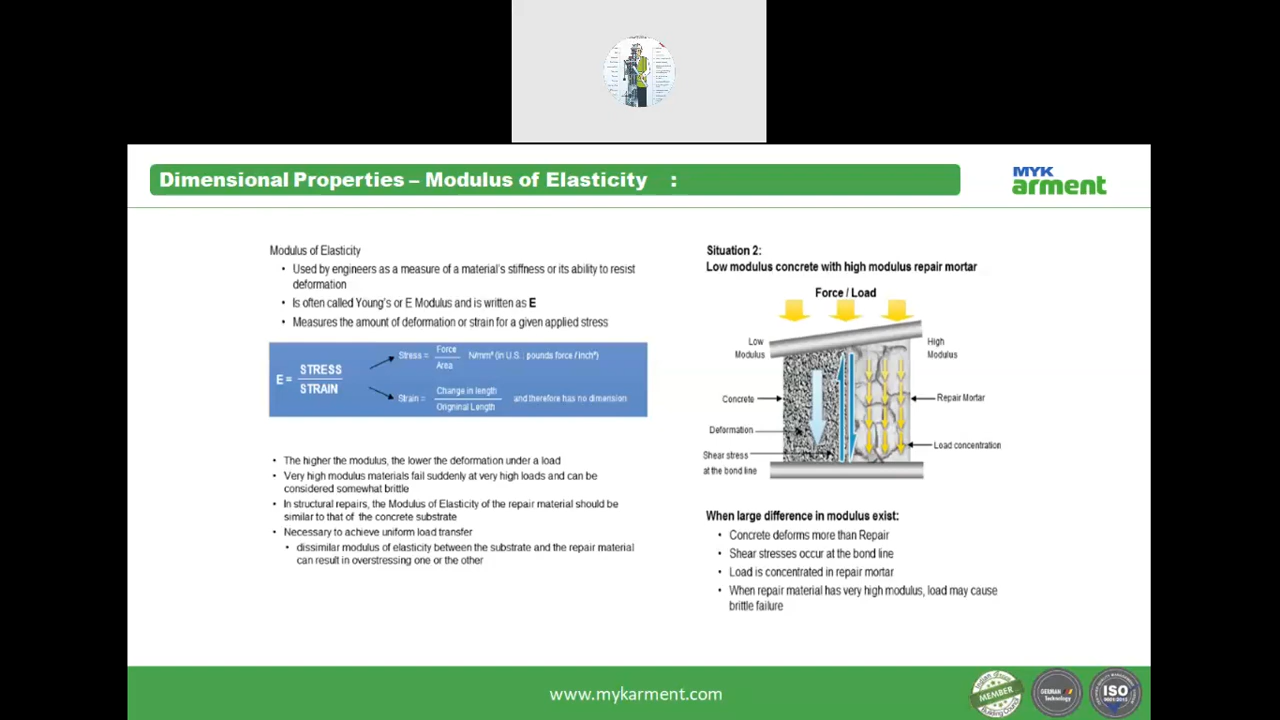 Dimensional Properties – Modulus of Elasticity :
MYK
arment
Modulus of Elasticity
• Used by engineers as a measure of a material's stiffness or its ability to resist
deformation
• Is often called Young's or E Modulus and is written as E
• Measures the amount of deformation or strain for a given applied stress
E = STRESS
STRAIN
Stress = Force
Area
N/mm² (in U.S.; pounds force / inch²)
Strain = Change in length
Origninal Length
and therefore has no dimension
• The higher the modulus, the lower the deformation under a load
• Very high modulus materials fail suddenly at very high loads and can be
considered somewhat brittle
• In structural repairs, the Modulus of Elasticity of the repair material should be
similar to that of the concrete substrate
• Necessary to achieve uniform load transfer
• dissimilar modulus of elasticity between the substrate and the repair material
can result in overstressing one or the other
Situation 2:
Low modulus concrete with high modulus repair mortar
Force / Load
Low
Modulus
High
Modulus
Concrete
Repair Mortar
Deformation
Load concentration
Shear stress
at the bond line
When large difference in modulus exist:
• Concrete deforms more than Repair
• Shear stresses occur at the bond line
• Load is concentrated in repair mortar
• When repair material has very high modulus, load may cause
brittle failure
www.mykarment.com
MEMBER
GERMAN
Technology
ISO